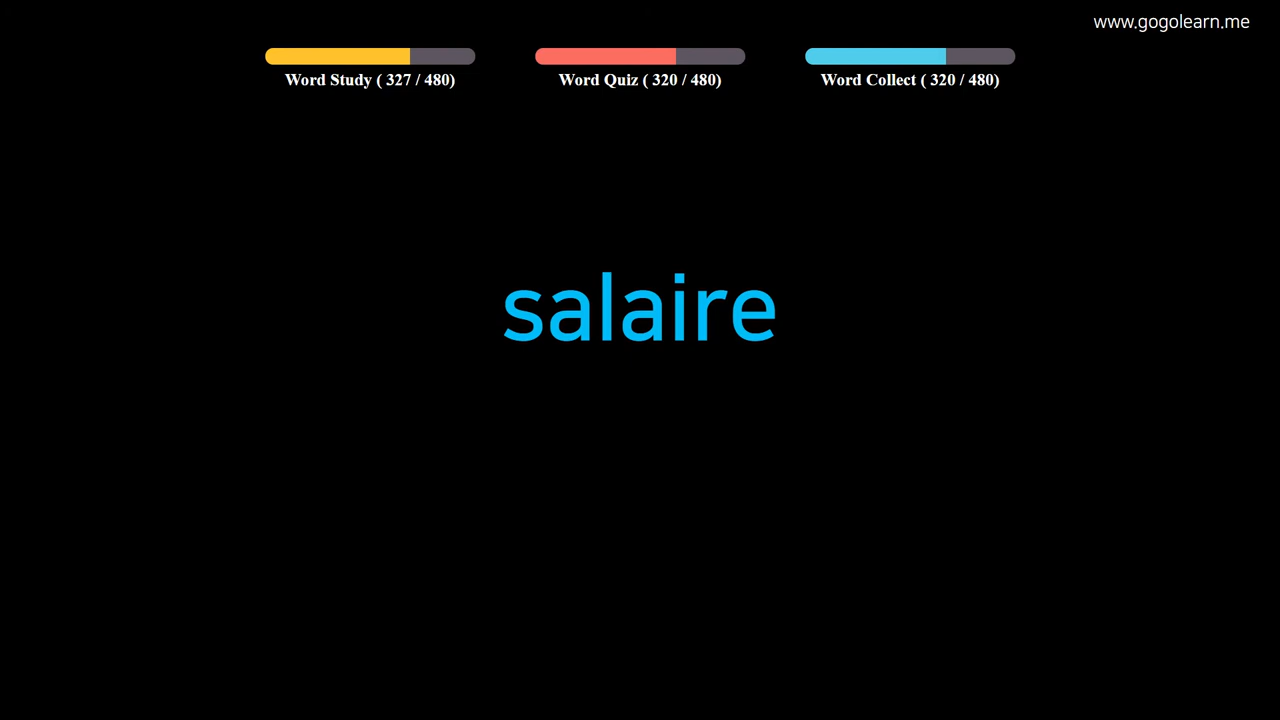 www.gogolearn.me
Word Study ( 327 / 480)
Word Quiz ( 320 / 480)
Word Collect ( 320 / 480)
salaire